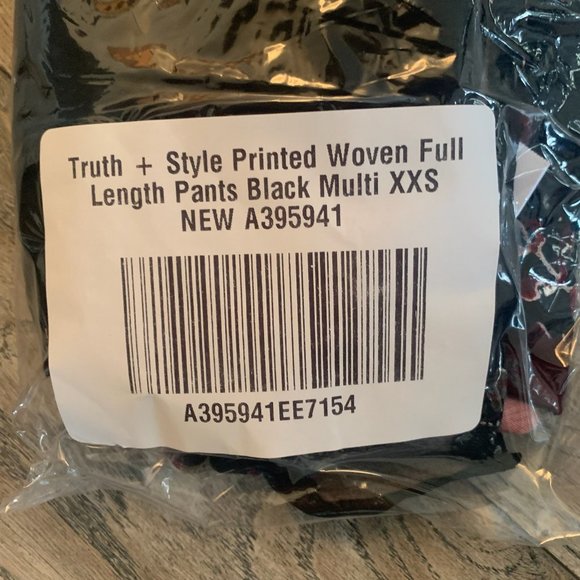 Truth + Style Printed Woven Full
Length Pants Black Multi XXS
NEW A395941
A395941EE7154